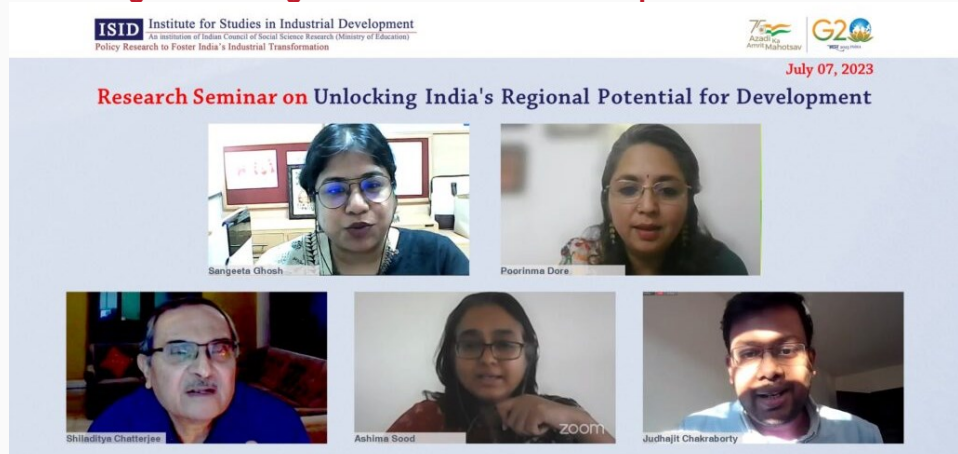 ISID Institute for Studies in Industrial Development
An institution of Indian Council of Social Science Research (Ministry of Education)
Policy Research to Foster India's Industrial Transformation
Azadi Ka
Amrit Mahotsav
G20
July 07, 2023
Research Seminar on Unlocking India's Regional Potential for Development
Sangeeta Ghosh
Poorinma Dore
Shiladitya Chatterjee
Ashima Sood
zoom
Judhajit Chakraborty